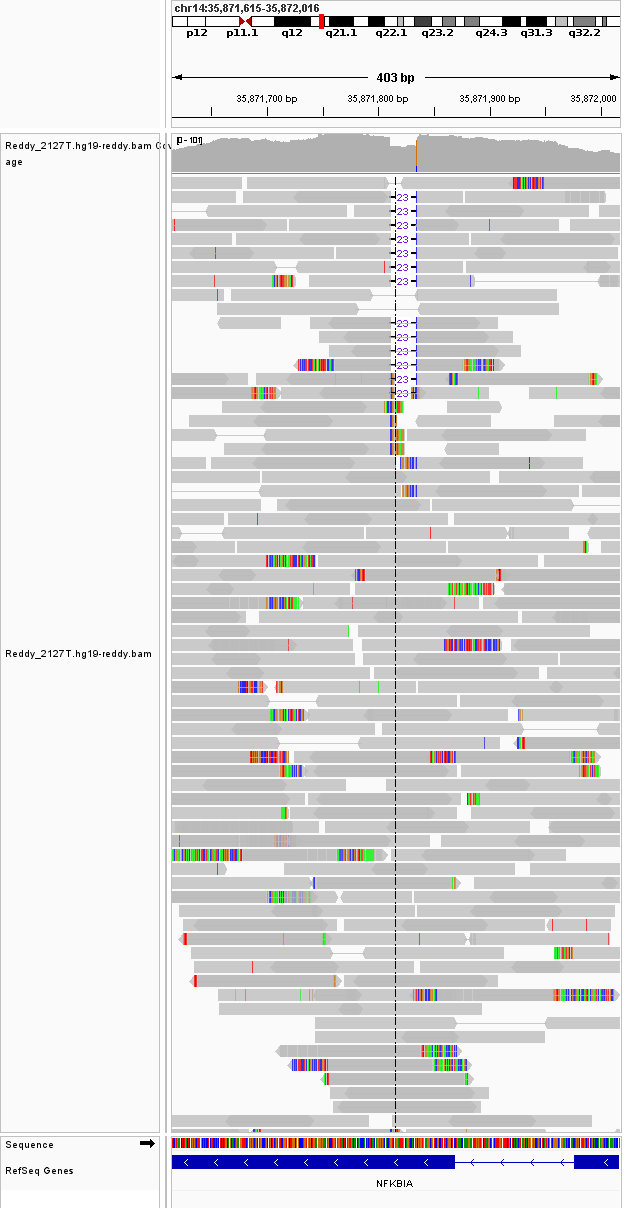 chr14:35,871,615-35,872,016
p12 p11.1 q12 q21.1 q22.1 q23.2 q24.3 q31.3 q32.2
403 bp
35,871,700 bp 35,871,800 bp 35,871,900 bp 35,872,000
Reddy_2127T.hg19-reddy.bam Cov
age
[0 - 101]
23
23
23
23
23
23
23
23
23
23
23
23
23
Reddy_2127T.hg19-reddy.bam
Sequence
RefSeq Genes
NFKBIA